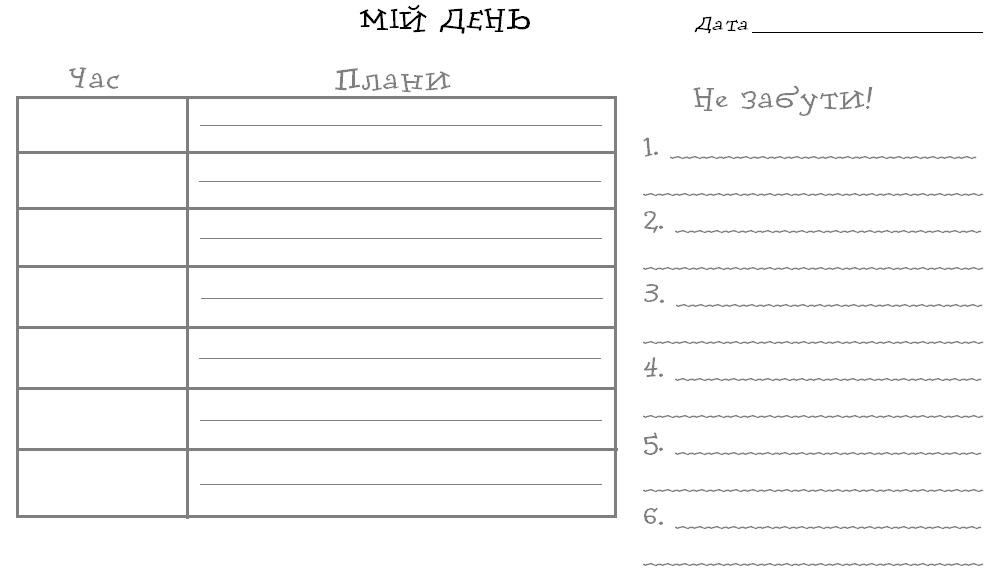 МІЙ ДЕНЬ
Дата
Час
Плани
Не забути!
1.
2.
3.
4.
5.
6.